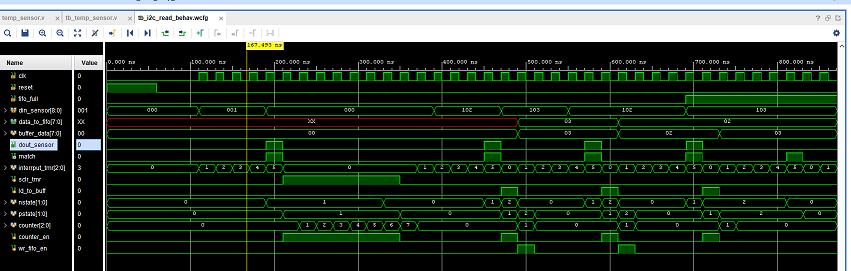 temp_sensor.v × tb_temp_sensor.v × tb_i2c_read_behav.wcfg ×
167.493 ns
Name Value 0.000 ns 100.000 ns 200.000 ns 300.000 ns 400.000 ns 500.000 ns 600.000 ns 700.000 ns 800.000 ns
clk 0
reset 0
fifo_full 0
din_sensor[8:0] 001 000 001 000 102 103 102 103
data_to_fifo[7:0] XX XX 03 02
buffer_data[7:0] 00 00 03 02 03
dout_sensor 0
match 0
interrupt_tmr[2:0] 3 0 1 2 3 4 5 0 1 2 3 4 5 0 1 2 3 4 5 0 1 2 3 4 5 0 1 2 3 4 5 0 1
sclr_tmr 0
ld_to_buff 0
nstate[1:0] 0 0 1 0 1 2 0 1 2 0 1 2 0
pstate[1:0] 0 0 1 0 1 2 0 1 2 0 1 2 0
counter[2:0] 0 0 1 2 3 4 5 6 7 0 1 0 1 0 1 0
counter_en 0
wr_fifo_en 0